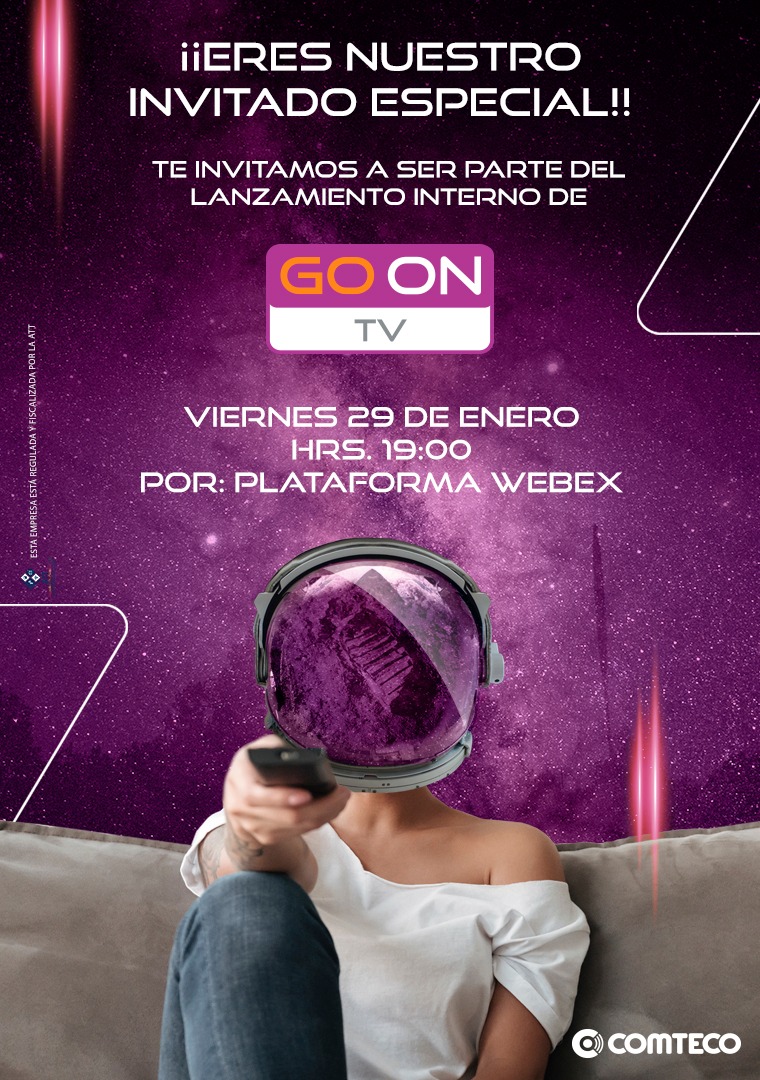 ¡¡ERES NUESTRO
INVITADO ESPECIAL!!
TE INVITAMOS A SER PARTE DEL
LANZAMIENTO INTERNO DE
GO ON
TV
VIERNES 29 DE ENERO
HRS. 19:00
POR: PLATAFORMA WEBEX
ESTA EMPRESA ESTÁ REGULADA Y FISCALIZADA POR LA ATT
COMTECO